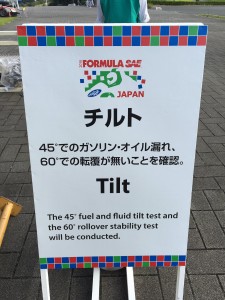 FORMULA SAE
JAPAN
チルト
45°でのガソリン・オイル漏れ、
60°での転覆が無いことを確認。
Tilt
The 45° fuel and fluid tilt test and
the 60° rollover stability test
will be conducted.